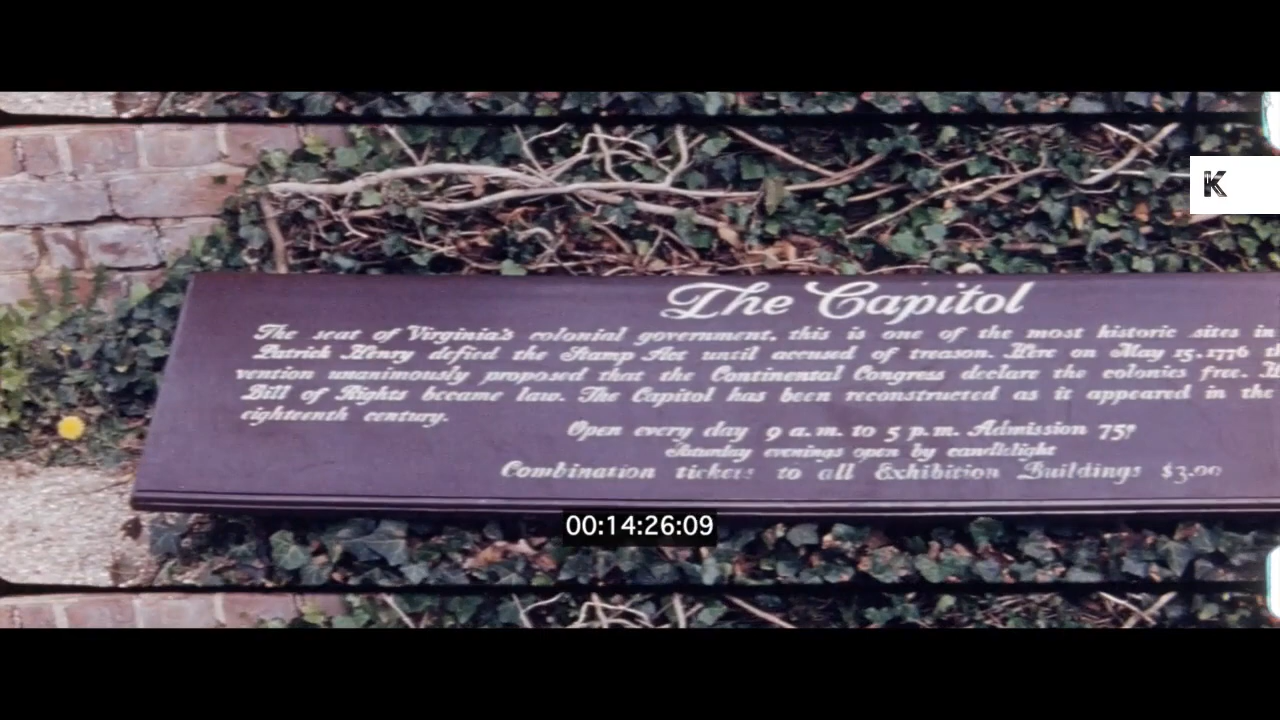 The Capitol
The seat of Virginia's colonial government, this is one of the most historic sites in
Patrick Henry defied the Stamp Act until accused of treason. Here on May 15, 1776 th
vention unanimously proposed that the Continental Congress declare the colonies free. H
Bill of Rights became law. The Capitol has been reconstructed as it appeared in the
eighteenth century.
Open every day 9 a.m. to 5 p.m. Admission 75¢
Saturday evenings open by candlelight
Combination tickets to all Exhibition Buildings $3.00
00:14:26:09
K